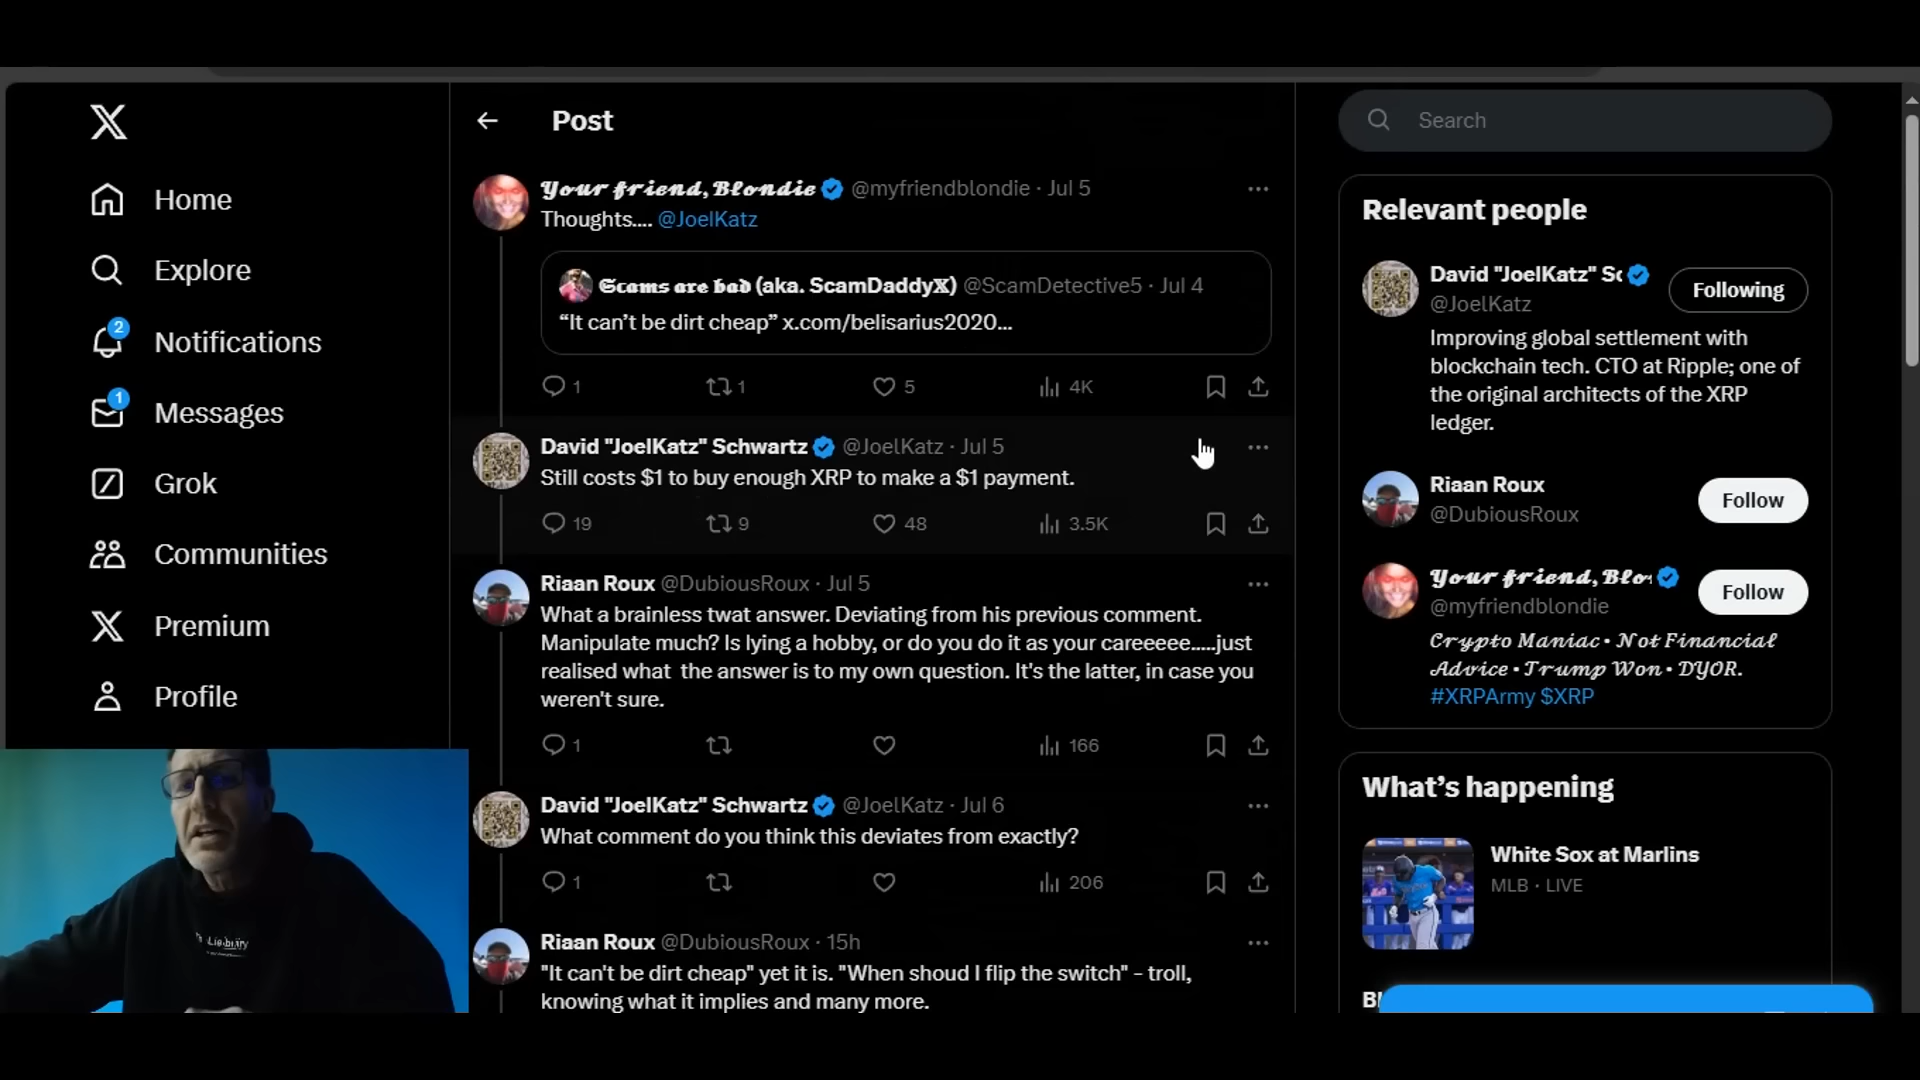 Post
Search
Home
Explore
2
Notifications
1
Messages
Grok
Communities
Premium
Profile
Your friend, Blondie @myfriendblondie · Jul 5
Thoughts.... @JoelKatz
Scams are bad (aka. ScamDaddyX) @ScamDetective5 · Jul 4
“It can’t be dirt cheap” x.com/belisarius2020...
1 1 5 4K
David "JoelKatz" Schwartz @JoelKatz · Jul 5
Still costs $1 to buy enough XRP to make a $1 payment.
19 9 48 3.5K
Riaan Roux @DubiousRoux · Jul 5
What a brainless twat answer. Deviating from his previous comment.
Manipulate much? Is lying a hobby, or do you do it as your careeeee.....just
realised what the answer is to my own question. It's the latter, in case you
weren't sure.
1 166
David "JoelKatz" Schwartz @JoelKatz · Jul 6
What comment do you think this deviates from exactly?
1 206
Riaan Roux @DubiousRoux · 15h
"It can't be dirt cheap" yet it is. "When shoud I flip the switch" - troll,
knowing what it implies and many more.
Relevant people
David "JoelKatz" Sc
Following
@JoelKatz
Improving global settlement with
blockchain tech. CTO at Ripple; one of
the original architects of the XRP
ledger.
Riaan Roux
Follow
@DubiousRoux
Your friend, Blo
Follow
@myfriendblondie
Crypto Maniac • Not Financial
Advice • Trump Won • DYOR.
#XRPArmy $XRP
What’s happening
White Sox at Marlins
MLB · LIVE